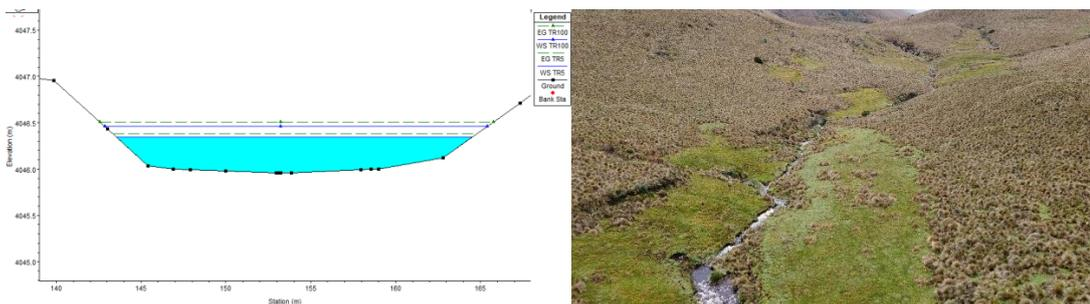 4047.5
4047.0
4046.5
4046.0
4045.5
4045.0
Elevation (m)
140
145
150
155
160
165
Station (m)
Legend
EG TR100
WS TR100
EG TR5
WS TR5
Ground
Bank Sta